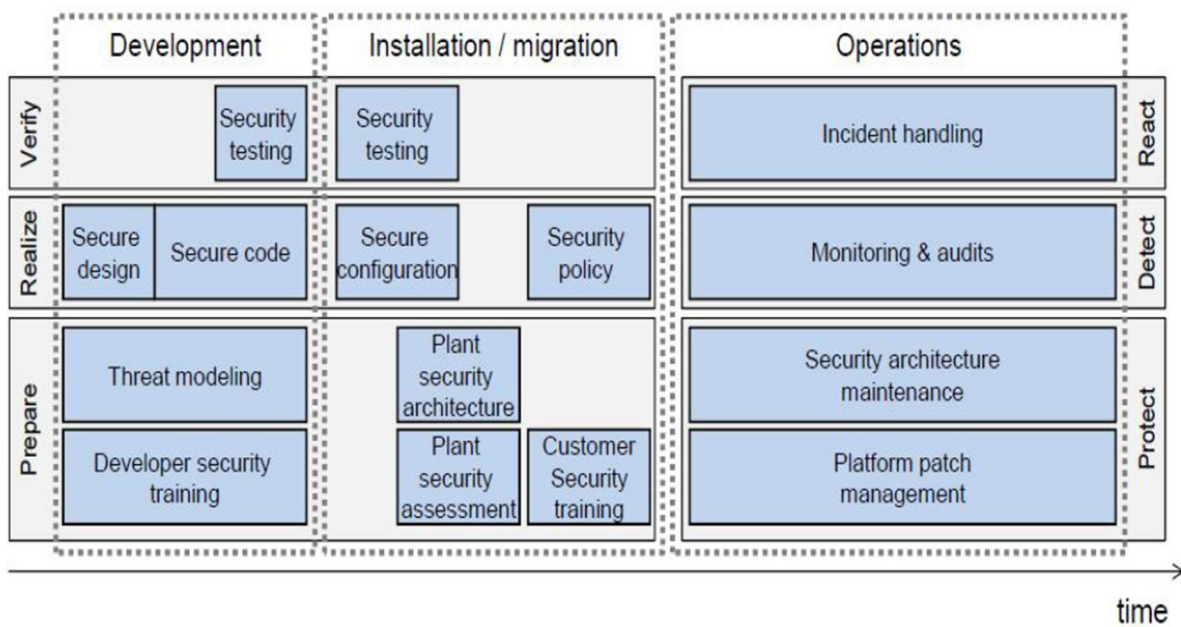 Development
Installation / migration
Operations
Verify
Security
testing
Security
testing
Incident handling
React
Realize
Secure
design
Secure code
Secure
configuration
Security
policy
Monitoring & audits
Detect
Prepare
Threat modeling
Plant
security
architecture
Security architecture
maintenance
Protect
Developer security
training
Plant
security
assessment
Customer
Security
training
Platform patch
management
time